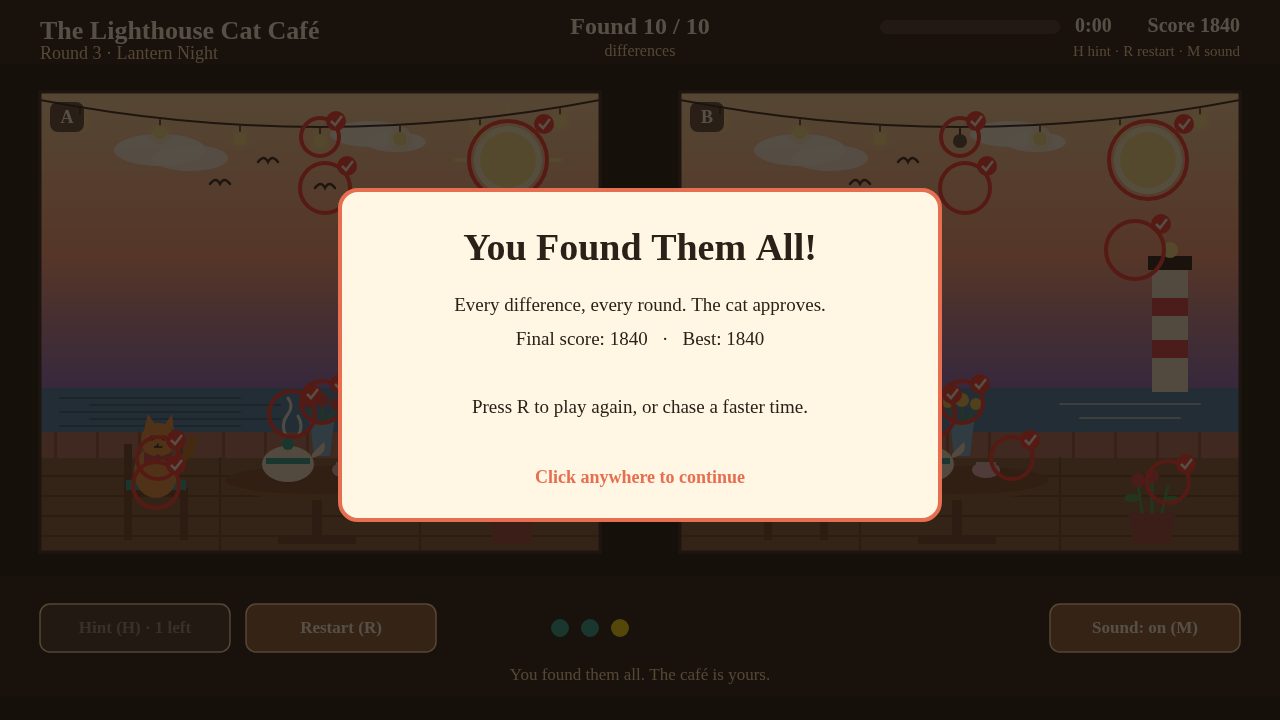 The Lighthouse Cat Café
Round 3 · Lantern Night
Found 10 / 10
differences
0:00 Score 1840
H hint · R restart · M sound
A
B
You Found Them All!
Every difference, every round. The cat approves.
Final score: 1840 · Best: 1840
Press R to play again, or chase a faster time.
Click anywhere to continue
Hint (H) · 1 left
Restart (R)
Sound: on (M)
You found them all. The café is yours.